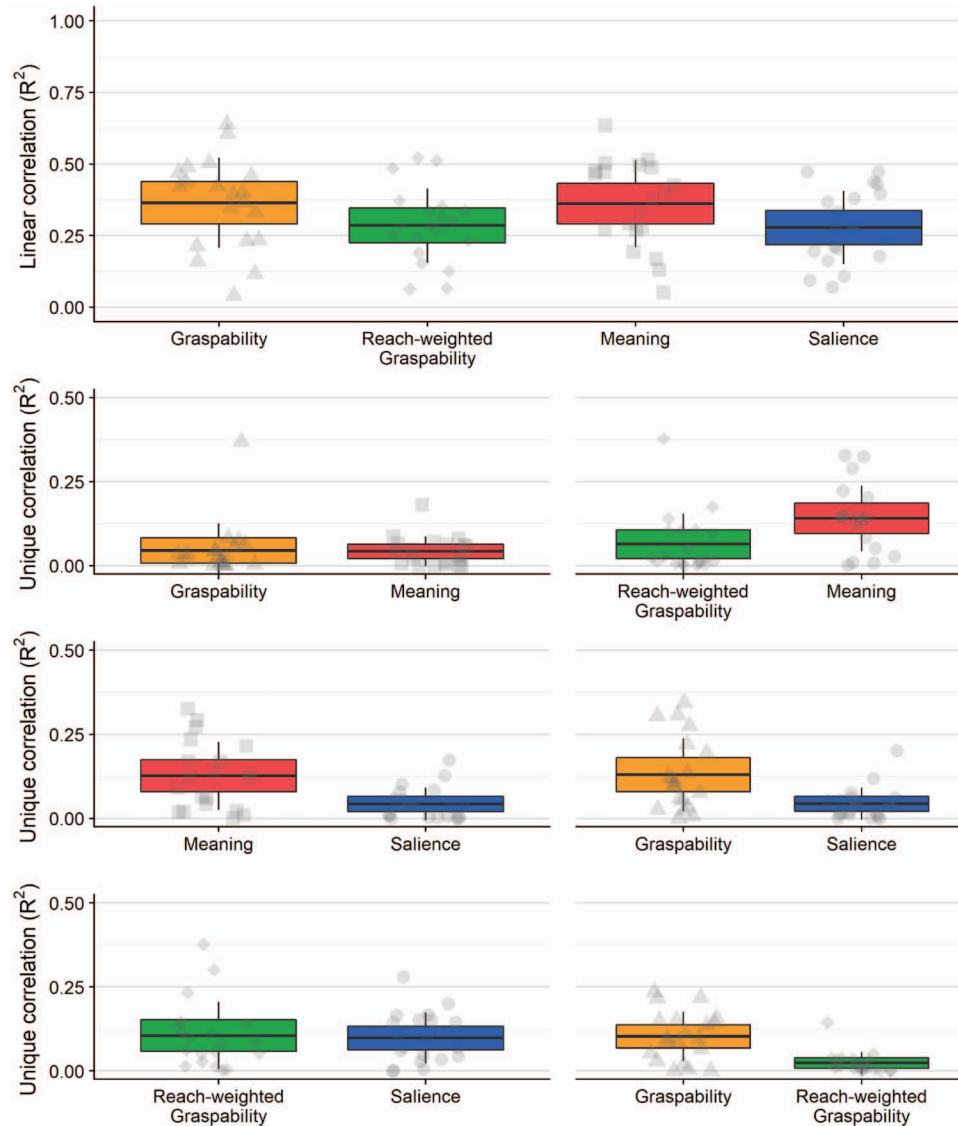 Linear correlation (R²)
1.00
0.75
0.50
0.25
0.00
Graspability
Reach-weighted
Graspability
Meaning
Salience
Unique correlation (R²)
0.50
0.25
0.00
Graspability
Meaning
Reach-weighted
Graspability
Meaning
Unique correlation (R²)
0.50
0.25
0.00
Meaning
Salience
Graspability
Salience
Unique correlation (R²)
0.50
0.25
0.00
Reach-weighted
Graspability
Salience
Graspability
Reach-weighted
Graspability